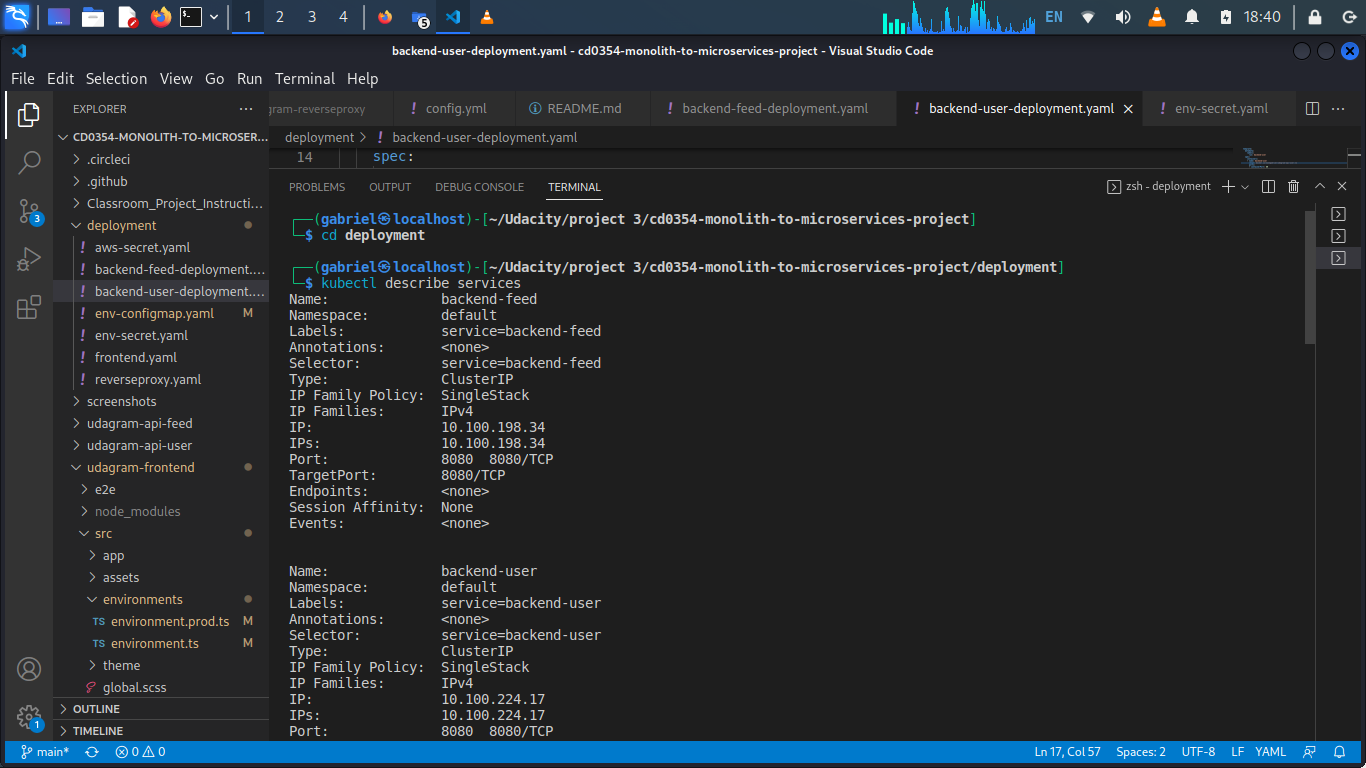 1 2 3 4 5 EN 18:40
backend-user-deployment.yaml - cd0354-monolith-to-microservices-project - Visual Studio Code
File Edit Selection View Go Run Terminal Help
EXPLORER ...
gram-reverseproxy ! config.yml README.md ! backend-feed-deployment.yaml ! backend-user-deployment.yaml ! env-secret.yaml ...
CD0354-MONOLITH-TO-MICROSER...
deployment > ! backend-user-deployment.yaml
14 spec:
.circleci
.github
Classroom_Project_Instructi...
deployment
! aws-secret.yaml
! backend-feed-deployment....
! backend-user-deployment....
! env-configmap.yaml M
! env-secret.yaml
! frontend.yaml
! reverseproxy.yaml
screenshots
udagram-api-feed
udagram-api-user
udagram-frontend
e2e
node_modules
src
app
assets
environments
TS environment.prod.ts M
TS environment.ts M
theme
global.scss
OUTLINE
TIMELINE
3
1
PROBLEMS OUTPUT DEBUG CONSOLE TERMINAL zsh - deployment
(gabriel㉿localhost)-[~/Udacity/project 3/cd0354-monolith-to-microservices-project]
$ cd deployment
(gabriel㉿localhost)-[~/Udacity/project 3/cd0354-monolith-to-microservices-project/deployment]
$ kubectl describe services
Name: backend-feed
Namespace: default
Labels: service=backend-feed
Annotations: <none>
Selector: service=backend-feed
Type: ClusterIP
IP Family Policy: SingleStack
IP Families: IPv4
IP: 10.100.198.34
IPs: 10.100.198.34
Port: 8080 8080/TCP
TargetPort: 8080/TCP
Endpoints: <none>
Session Affinity: None
Events: <none>
Name: backend-user
Namespace: default
Labels: service=backend-user
Annotations: <none>
Selector: service=backend-user
Type: ClusterIP
IP Family Policy: SingleStack
IP Families: IPv4
IP: 10.100.224.17
IPs: 10.100.224.17
Port: 8080 8080/TCP
main* 0 0 Ln 17, Col 57 Spaces: 2 UTF-8 LF YAML